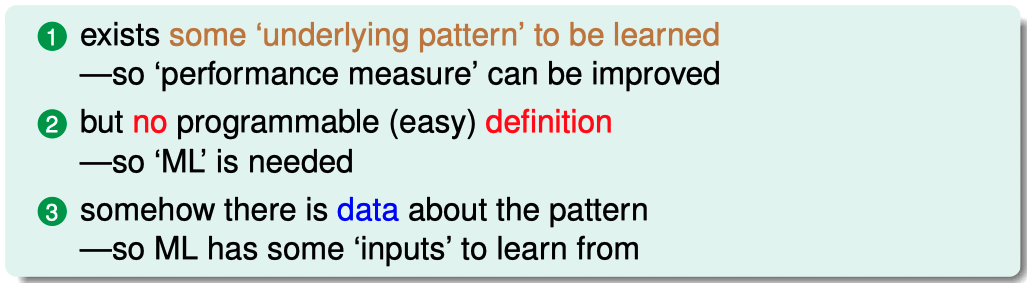 1 exists some ‘underlying pattern’ to be learned
—so ‘performance measure’ can be improved
2 but no programmable (easy) definition
—so ‘ML’ is needed
3 somehow there is data about the pattern
—so ML has some ‘inputs’ to learn from